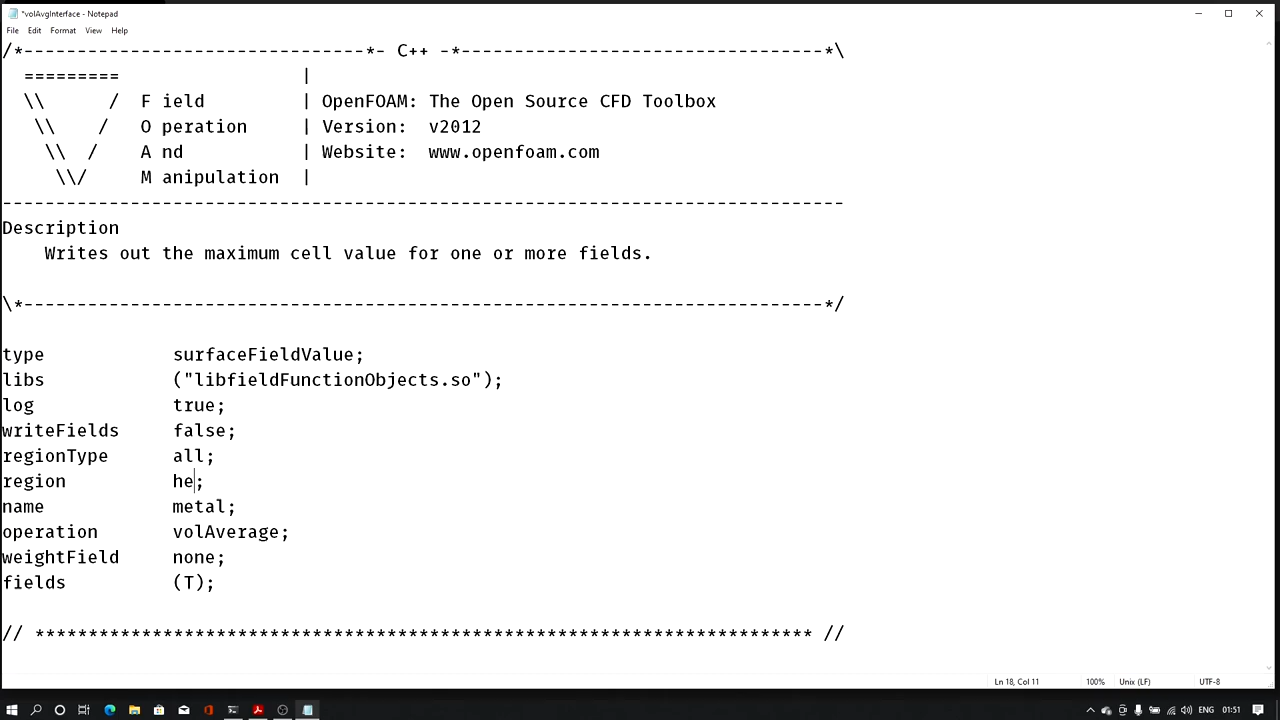 *volAvgInterface - Notepad
File Edit Format View Help
/*--------------------------------*- C++ -*----------------------------------*\
  =========                 |
  \\      /  F ield         | OpenFOAM: The Open Source CFD Toolbox
   \\    /   O peration     | Version:  v2012
    \\  /    A nd           | Website:  www.openfoam.com
     \\/     M anipulation  |
-------------------------------------------------------------------------------
Description
    Writes out the maximum cell value for one or more fields.
\*---------------------------------------------------------------------------*/
type            surfaceFieldValue;
libs            ("libfieldFunctionObjects.so");
log             true;
writeFields     false;
regionType      all;
region          he;
name            metal;
operation       volAverage;
weightField     none;
fields          (T);
// ************************************************************************* //
Ln 18, Col 11 100% Unix (LF) UTF-8
ENG 01:51